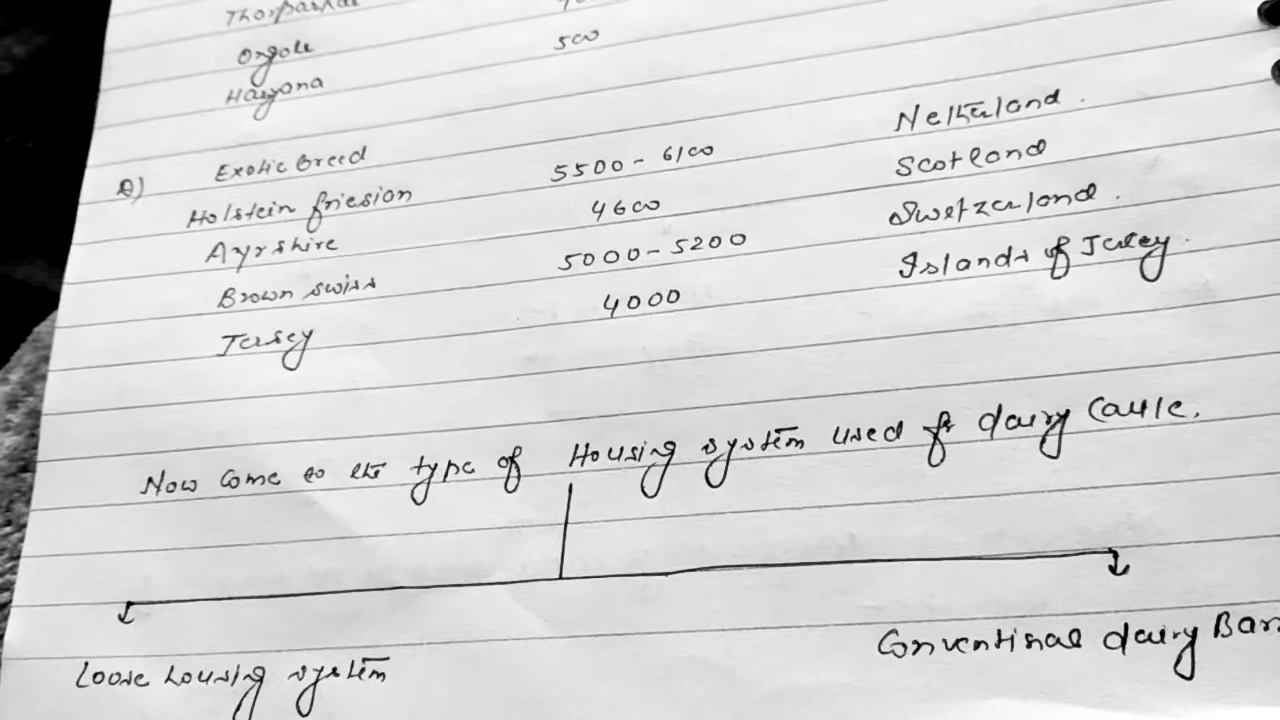 Ongole 500
Haryana
Q) Exotic Breed
Holstein friesion 5500 - 6100 Netherland.
Ayrshire 4600 Scotland
Brown swiss 5000 - 5200 Swetzerland.
Jersey 4000 Islands of Jersey.
Now come to the type of Housing system used for dairy Cattle.
Loose housing system Conventional dairy Barn